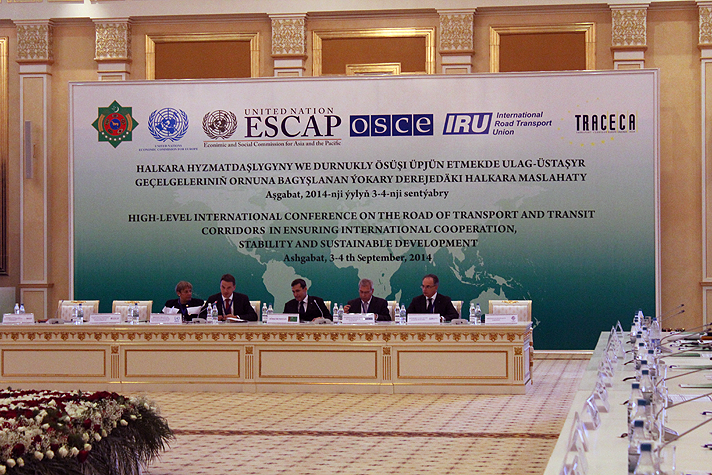 UNITED NATIONS
ECONOMIC COMMISSION FOR EUROPE
UNITED NATION
ESCAP
Economic and Social Commission for Asia and the Pacific
OSCE
IRU
International
Road Transport
Union
TRACECA
HALKARA HYZMATDAŞLYGYNY WE DURNUKLY ÖSÜŞI ÜPJÜN ETMEKDE ULAG-ÜSTAŞYR
GEÇELGELERINIŇ ORNUNA BAGYŞLANAN ÝOKARY DEREJEDÄKI HALKARA MASLAHATY
Aşgabat, 2014-nji ýylyň 3-4-nji sentýabry
HIGH-LEVEL INTERNATIONAL CONFERENCE ON THE ROAD OF TRANSPORT AND TRANSIT
CORRIDORS IN ENSURING INTERNATIONAL COOPERATION,
STABILITY AND SUSTAINABLE DEVELOPMENT
Ashgabat, 3-4 th September, 2014